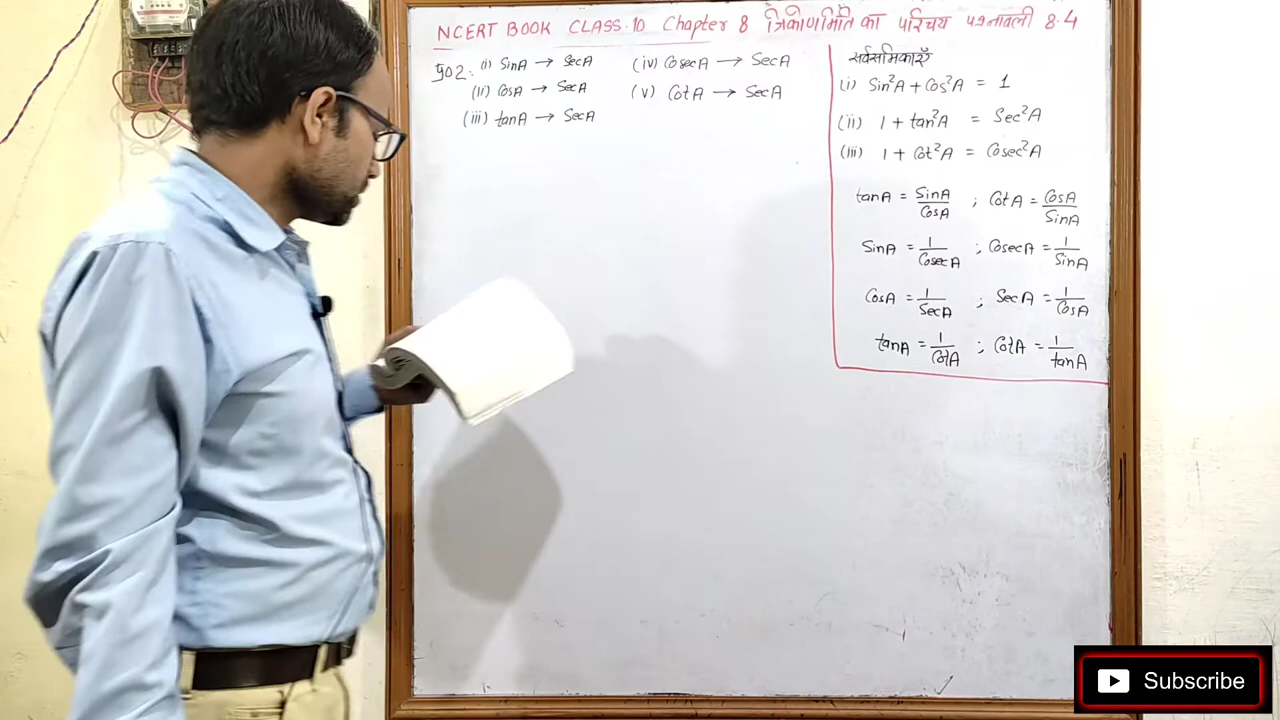 NCERT BOOK CLASS-10 Chapter 8 त्रिकोणमिति का परिचय प्रश्नावली 8.4
प्र02. (i) SinA → SecA
(ii) CosA → SecA
(iii) tanA → SecA
(iv) CosecA → SecA
(v) CotA → SecA
सर्वसमिकाएँ
(i) Sin²A + Cos²A = 1
(ii) 1 + tan²A = Sec²A
(iii) 1 + Cot²A = Cosec²A
tanA = SinA/CosA ; CotA = CosA/SinA
SinA = 1/CosecA ; CosecA = 1/SinA
CosA = 1/SecA ; SecA = 1/CosA
tanA = 1/CotA ; CotA = 1/tanA
Subscribe